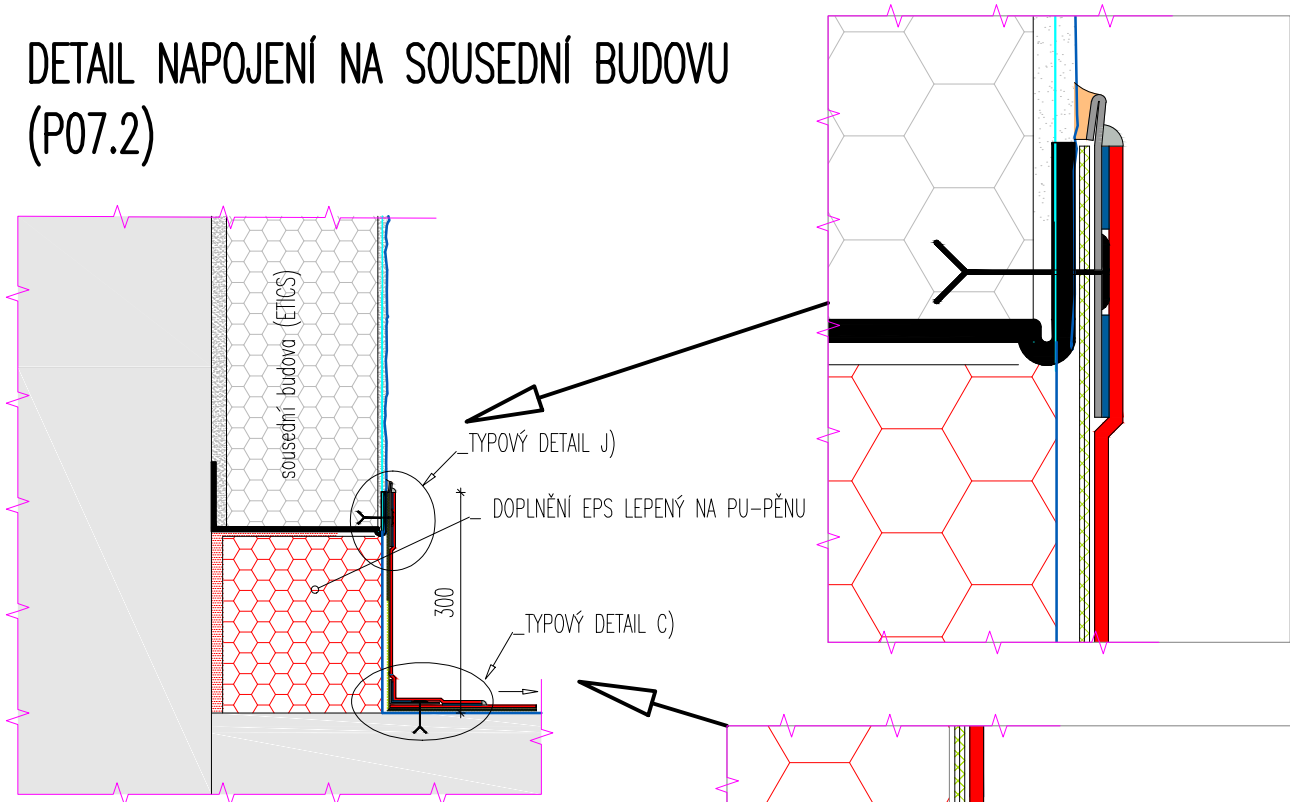 DETAIL NAPOJENÍ NA SOUSEDNÍ BUDOVU
(P07.2)
sousední budova (ETICS)
TYPOVÝ DETAIL J)
DOPLNĚNÍ EPS LEPENÝ NA PU-PĚNU
300
TYPOVÝ DETAIL C)